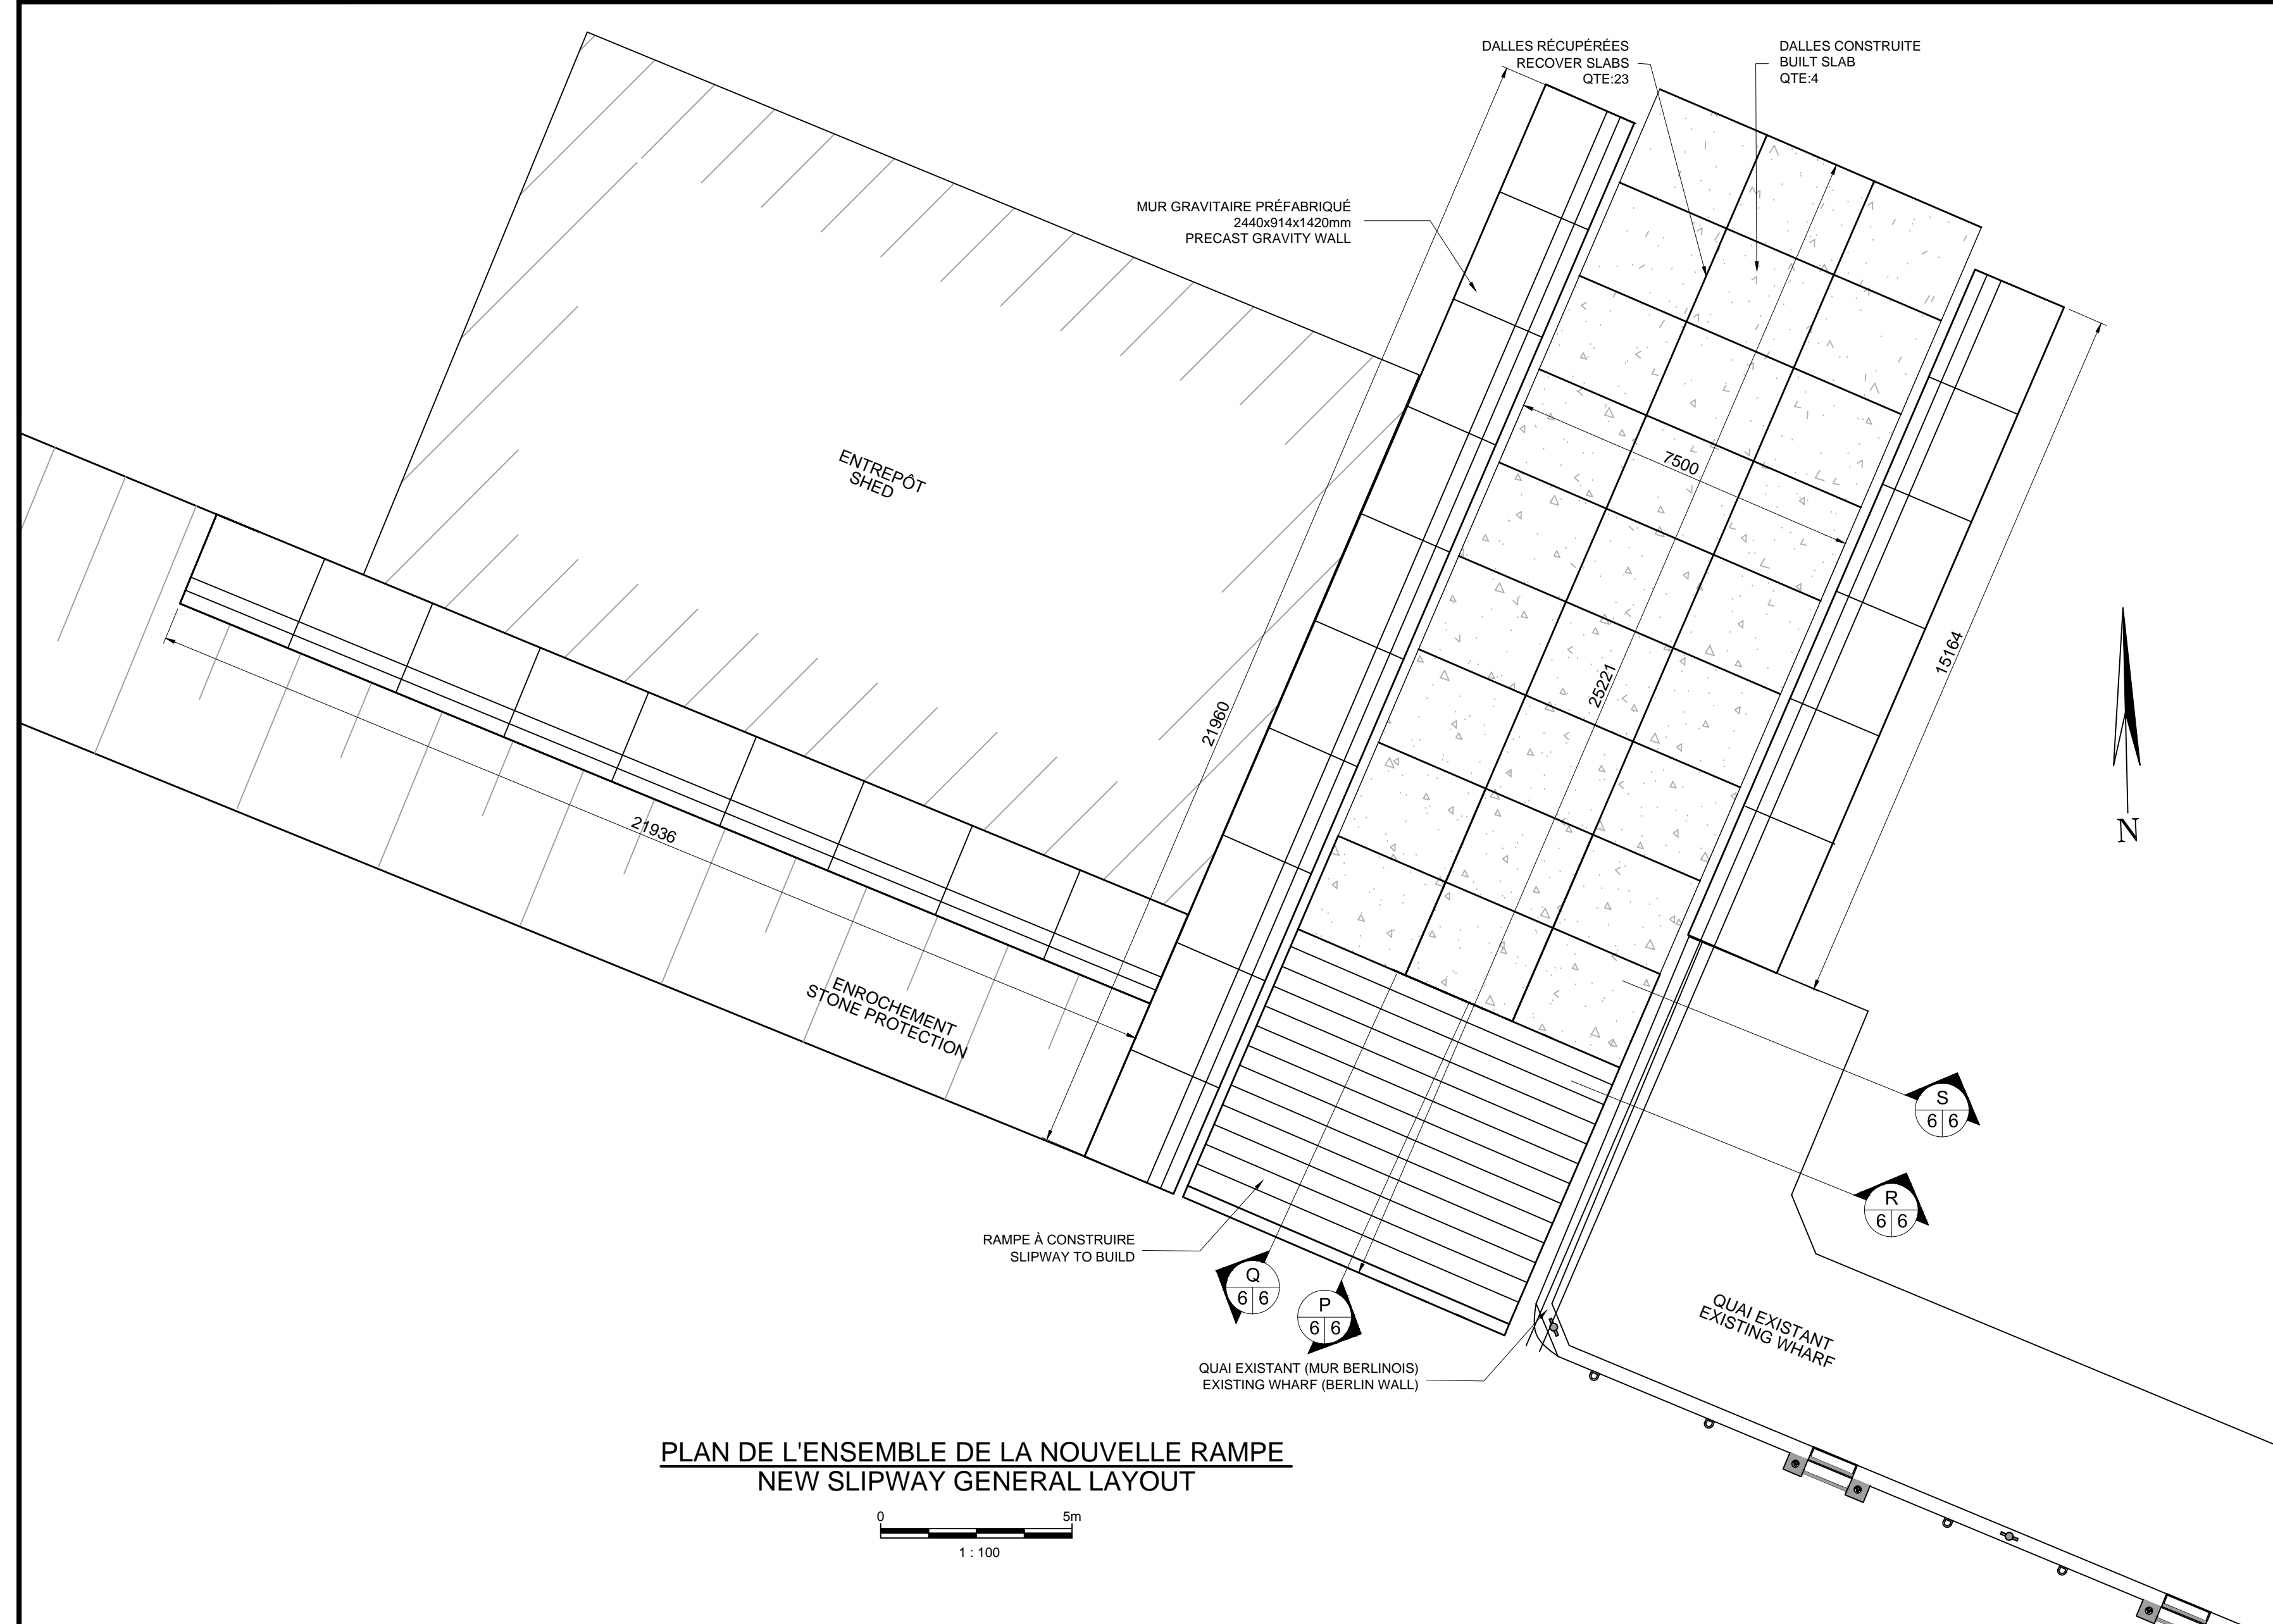 DALLES RÉCUPÉRÉES
RECOVER SLABS
QTE:23
DALLES CONSTRUITE
BUILT SLAB
QTE:4
MUR GRAVITAIRE PRÉFABRIQUÉ
2440x914x1420mm
PRECAST GRAVITY WALL
ENTREPÔT
SHED
7500
15164
25221
21960
21936
N
ENROCHEMENT
STONE PROTECTION
S
6 6
R
6 6
RAMPE À CONSTRUIRE
SLIPWAY TO BUILD
Q
6 6
P
6 6
QUAI EXISTANT
EXISTING WHARF
QUAI EXISTANT (MUR BERLINOIS)
EXISTING WHARF (BERLIN WALL)
PLAN DE L'ENSEMBLE DE LA NOUVELLE RAMPE
NEW SLIPWAY GENERAL LAYOUT
0 5m
1 : 100